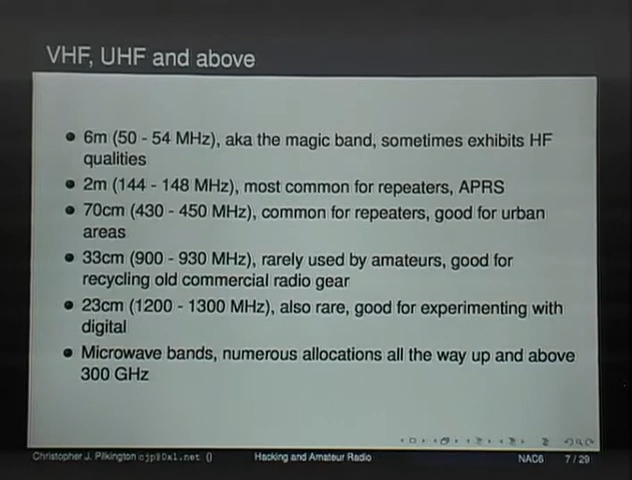 VHF, UHF and above
6m (50 - 54 MHz), aka the magic band, sometimes exhibits HF
qualities
2m (144 - 148 MHz), most common for repeaters, APRS
70cm (430 - 450 MHz), common for repeaters, good for urban
areas
33cm (900 - 930 MHz), rarely used by amateurs, good for
recycling old commercial radio gear
23cm (1200 - 1300 MHz), also rare, good for experimenting with
digital
Microwave bands, numerous allocations all the way up and above
300 GHz
Christopher J. Pilkington cjp@0x1.net () Hacking and Amateur Radio NAC6 7 / 29